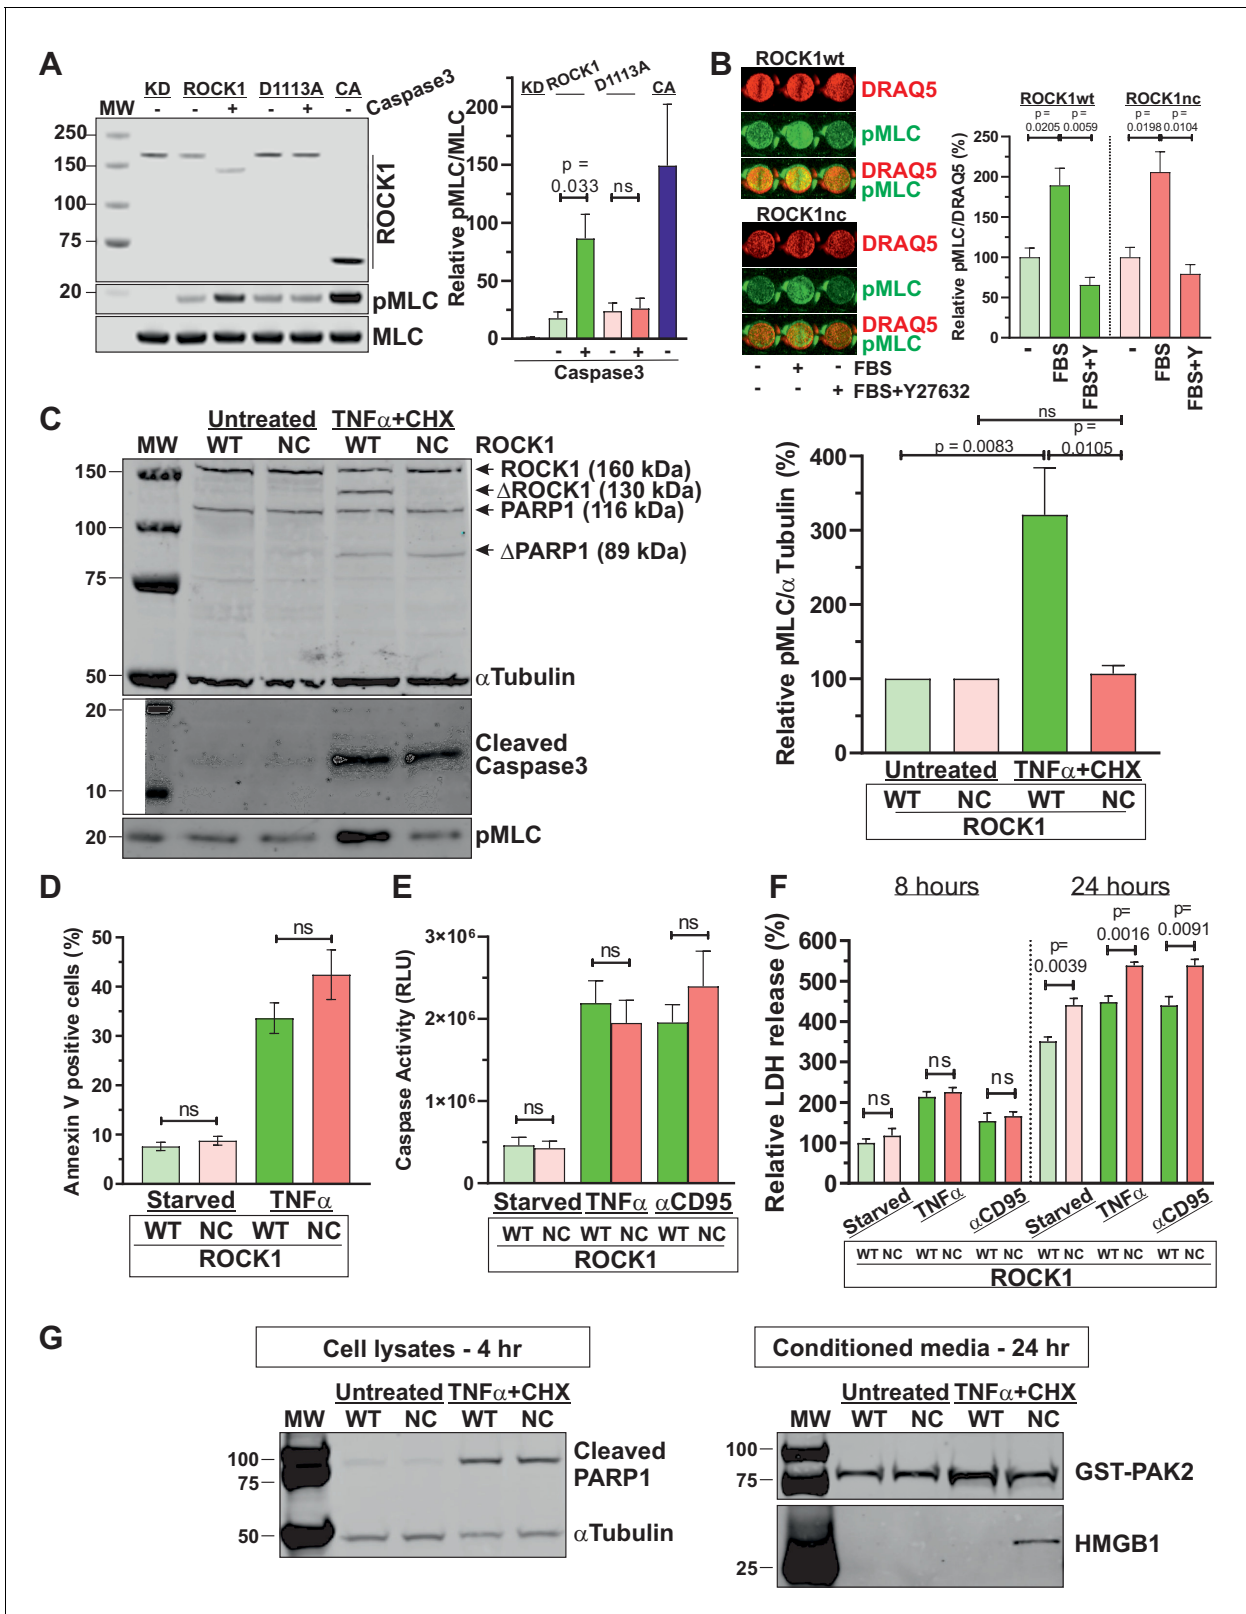 A
KD ROCK1 D1113A CA
MW - - + - + - Caspase3
250
150
100
75
20
ROCK1
pMLC
MLC
KD ROCK1 D1113A CA
Relative pMLC/MLC
200
150
100
50
0
p =
0.033
ns
- + - + -
Caspase3
B
ROCK1wt
DRAQ5
pMLC
DRAQ5
pMLC
ROCK1nc
DRAQ5
pMLC
DRAQ5
pMLC
- + - FBS
- - + FBS+Y27632
ROCK1wt ROCK1nc
p = p = p = p =
0.0205 0.0059 0.0198 0.0104
Relative pMLC/DRAQ5 (%)
250
200
150
100
50
0
- FBS FBS+Y - FBS FBS+Y
C
Untreated TNFα+CHX
MW WT NC WT NC ROCK1
150
100
75
50
20
10
20
ROCK1 (160 kDa)
ΔROCK1 (130 kDa)
PARP1 (116 kDa)
ΔPARP1 (89 kDa)
αTubulin
Cleaved
Caspase3
pMLC
ns
p = 0.0083
p =
0.0105
Relative pMLC/α Tubulin (%)
400
300
200
100
0
Untreated TNFα+CHX
WT NC WT NC
ROCK1
D
Annexin V positive cells (%)
50
40
30
20
10
0
ns
ns
Starved TNFα
WT NC WT NC
ROCK1
E
Caspase Activity (RLU)
3×10⁶
2×10⁶
1×10⁶
0
ns
ns
ns
Starved TNFα αCD95
WT NC WT NC WT NC
ROCK1
F
8 hours 24 hours
Relative LDH release (%)
600
500
400
350
300
200
100
0
ns
ns
ns
p=
0.0039
p=
0.0016
p=
0.0091
Starved TNFα αCD95 Starved TNFα αCD95
WT NC WT NC WT NC WT NC WT NC WT NC
ROCK1
G
Cell lysates - 4 hr
Untreated TNFα+CHX
MW WT NC WT NC
100
75
50
Cleaved
PARP1
αTubulin
Conditioned media - 24 hr
Untreated TNFα+CHX
MW WT NC WT NC
100
75
25
GST-PAK2
HMGB1